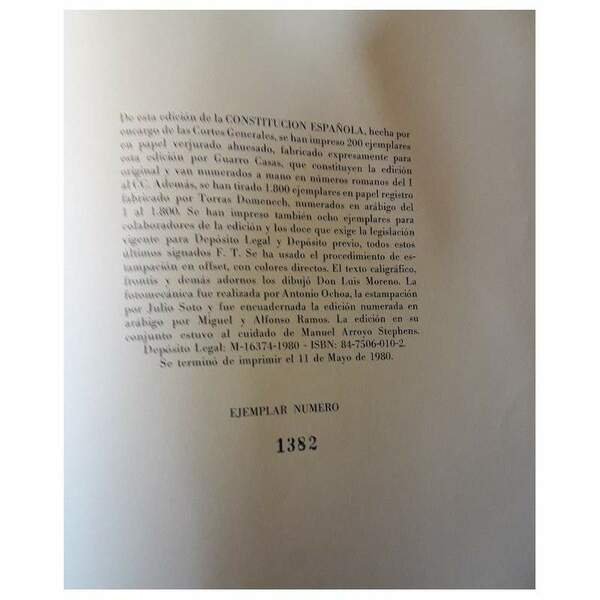 De esta edición de la CONSTITUCION ESPAÑOLA, hecha por
encargo de las Cortes Generales, se han impreso 200 ejemplares
en papel verjurado ahuesado, fabricado expresamente para
esta edición por Guarro Casas, que constituyen la edición
original y van numerados a mano en números romanos del I
al CC. Además, se han tirado 1.800 ejemplares en papel registro
fabricado por Torras Domenech, numerados en arábigo del
1 al 1.800. Se han impreso también ocho ejemplares para
colaboradores de la edición y los doce que exige la legislación
vigente para Depósito Legal y Depósito previo, todos estos
últimos signados F. T. Se ha usado el procedimiento de es-
tampación en offset, con colores directos. El texto caligráfico,
frontis y demás adornos los dibujó Don Luis Moreno. La
fotomecánica fue realizada por Antonio Ochoa, la estampación
por Julio Soto y fue encuadernada la edición numerada en
arábigo por Miguel y Alfonso Ramos. La edición en su
conjunto estuvo al cuidado de Manuel Arroyo Stephens.
Depósito Legal: M-16374-1980 - ISBN: 84-7506-010-2.
Se terminó de imprimir el 11 de Mayo de 1980.
EJEMPLAR NUMERO
1382